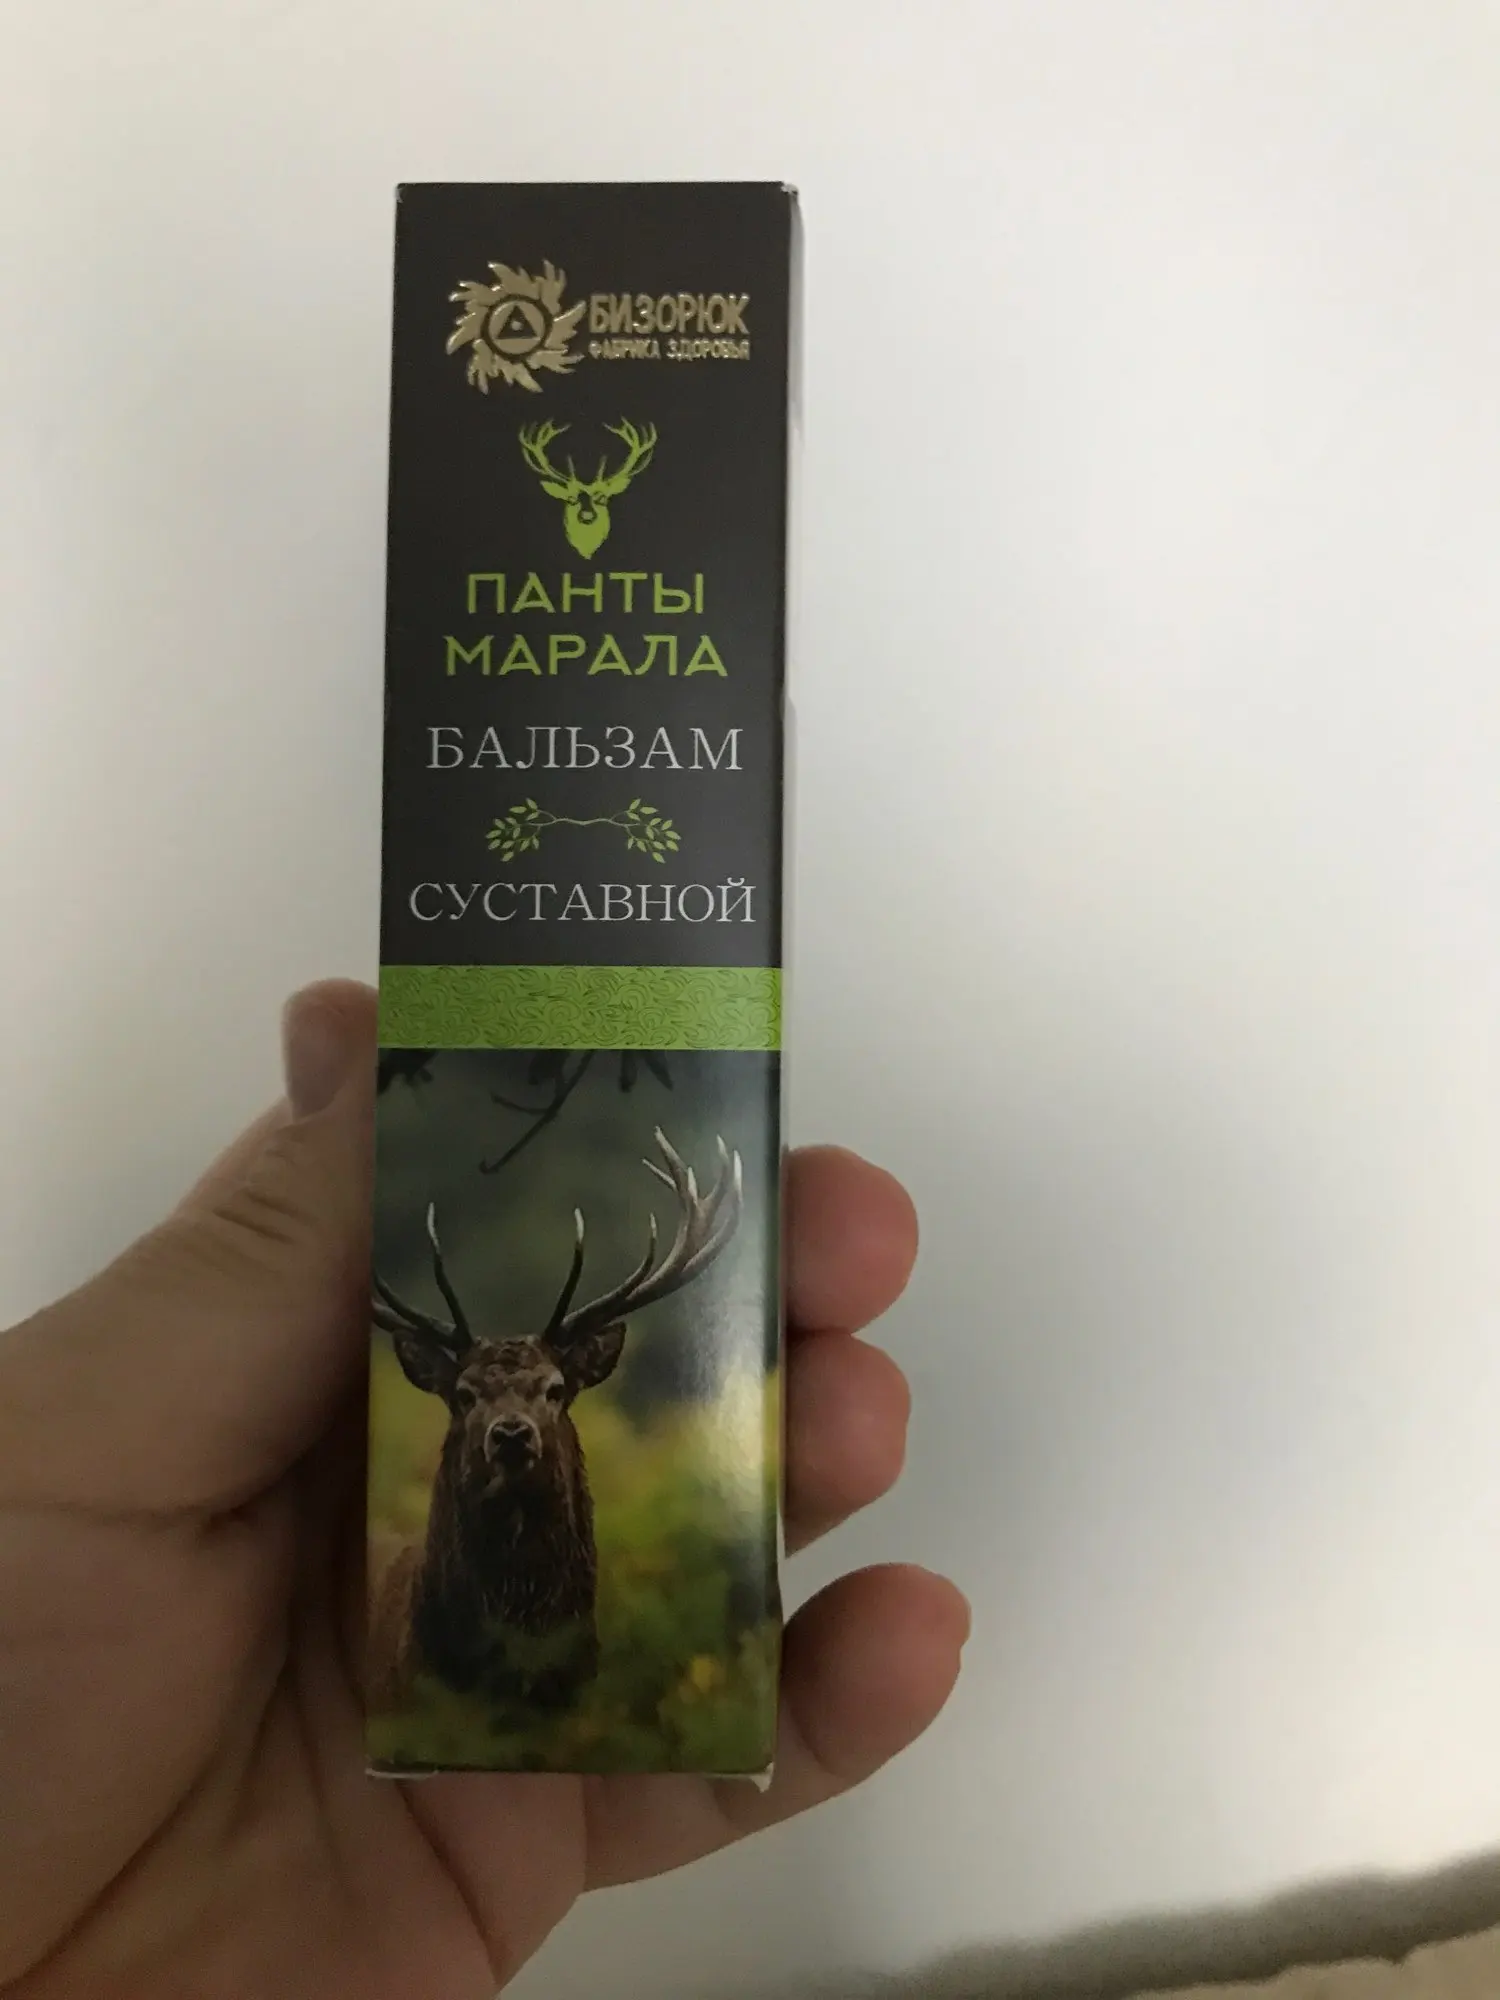 БИЗОРЮК
ФАБРИКА ЗДОРОВЬЯ
ПАНТЫ
МАРАЛА
БАЛЬЗАМ
СУСТАВНОЙ